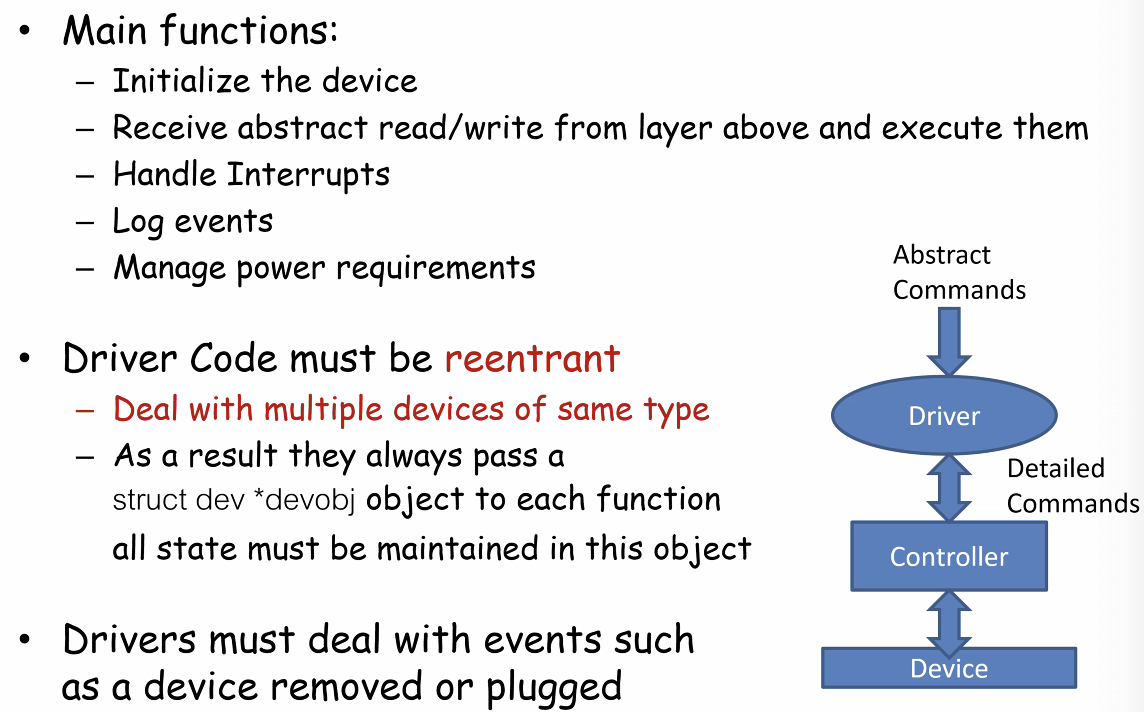 • Main functions:
– Initialize the device
– Receive abstract read/write from layer above and execute them
– Handle Interrupts
– Log events
– Manage power requirements
• Driver Code must be reentrant
– Deal with multiple devices of same type
– As a result they always pass a
struct dev *devobj object to each function
all state must be maintained in this object
• Drivers must deal with events such
as a device removed or plugged
Abstract
Commands
Driver
Detailed
Commands
Controller
Device